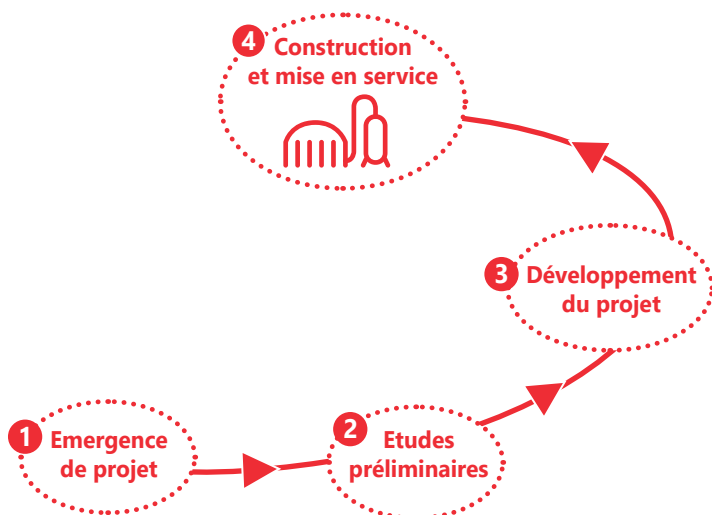 1 Emergence
de projet
2 Etudes
préliminaires
3 Développement
du projet
4 Construction
et mise en service